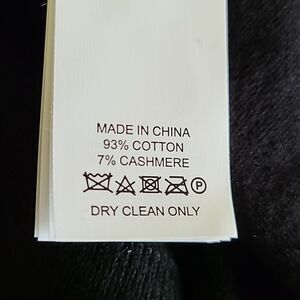 MADE IN CHINA
93% COTTON
7% CASHMERE
P
DRY CLEAN ONLY